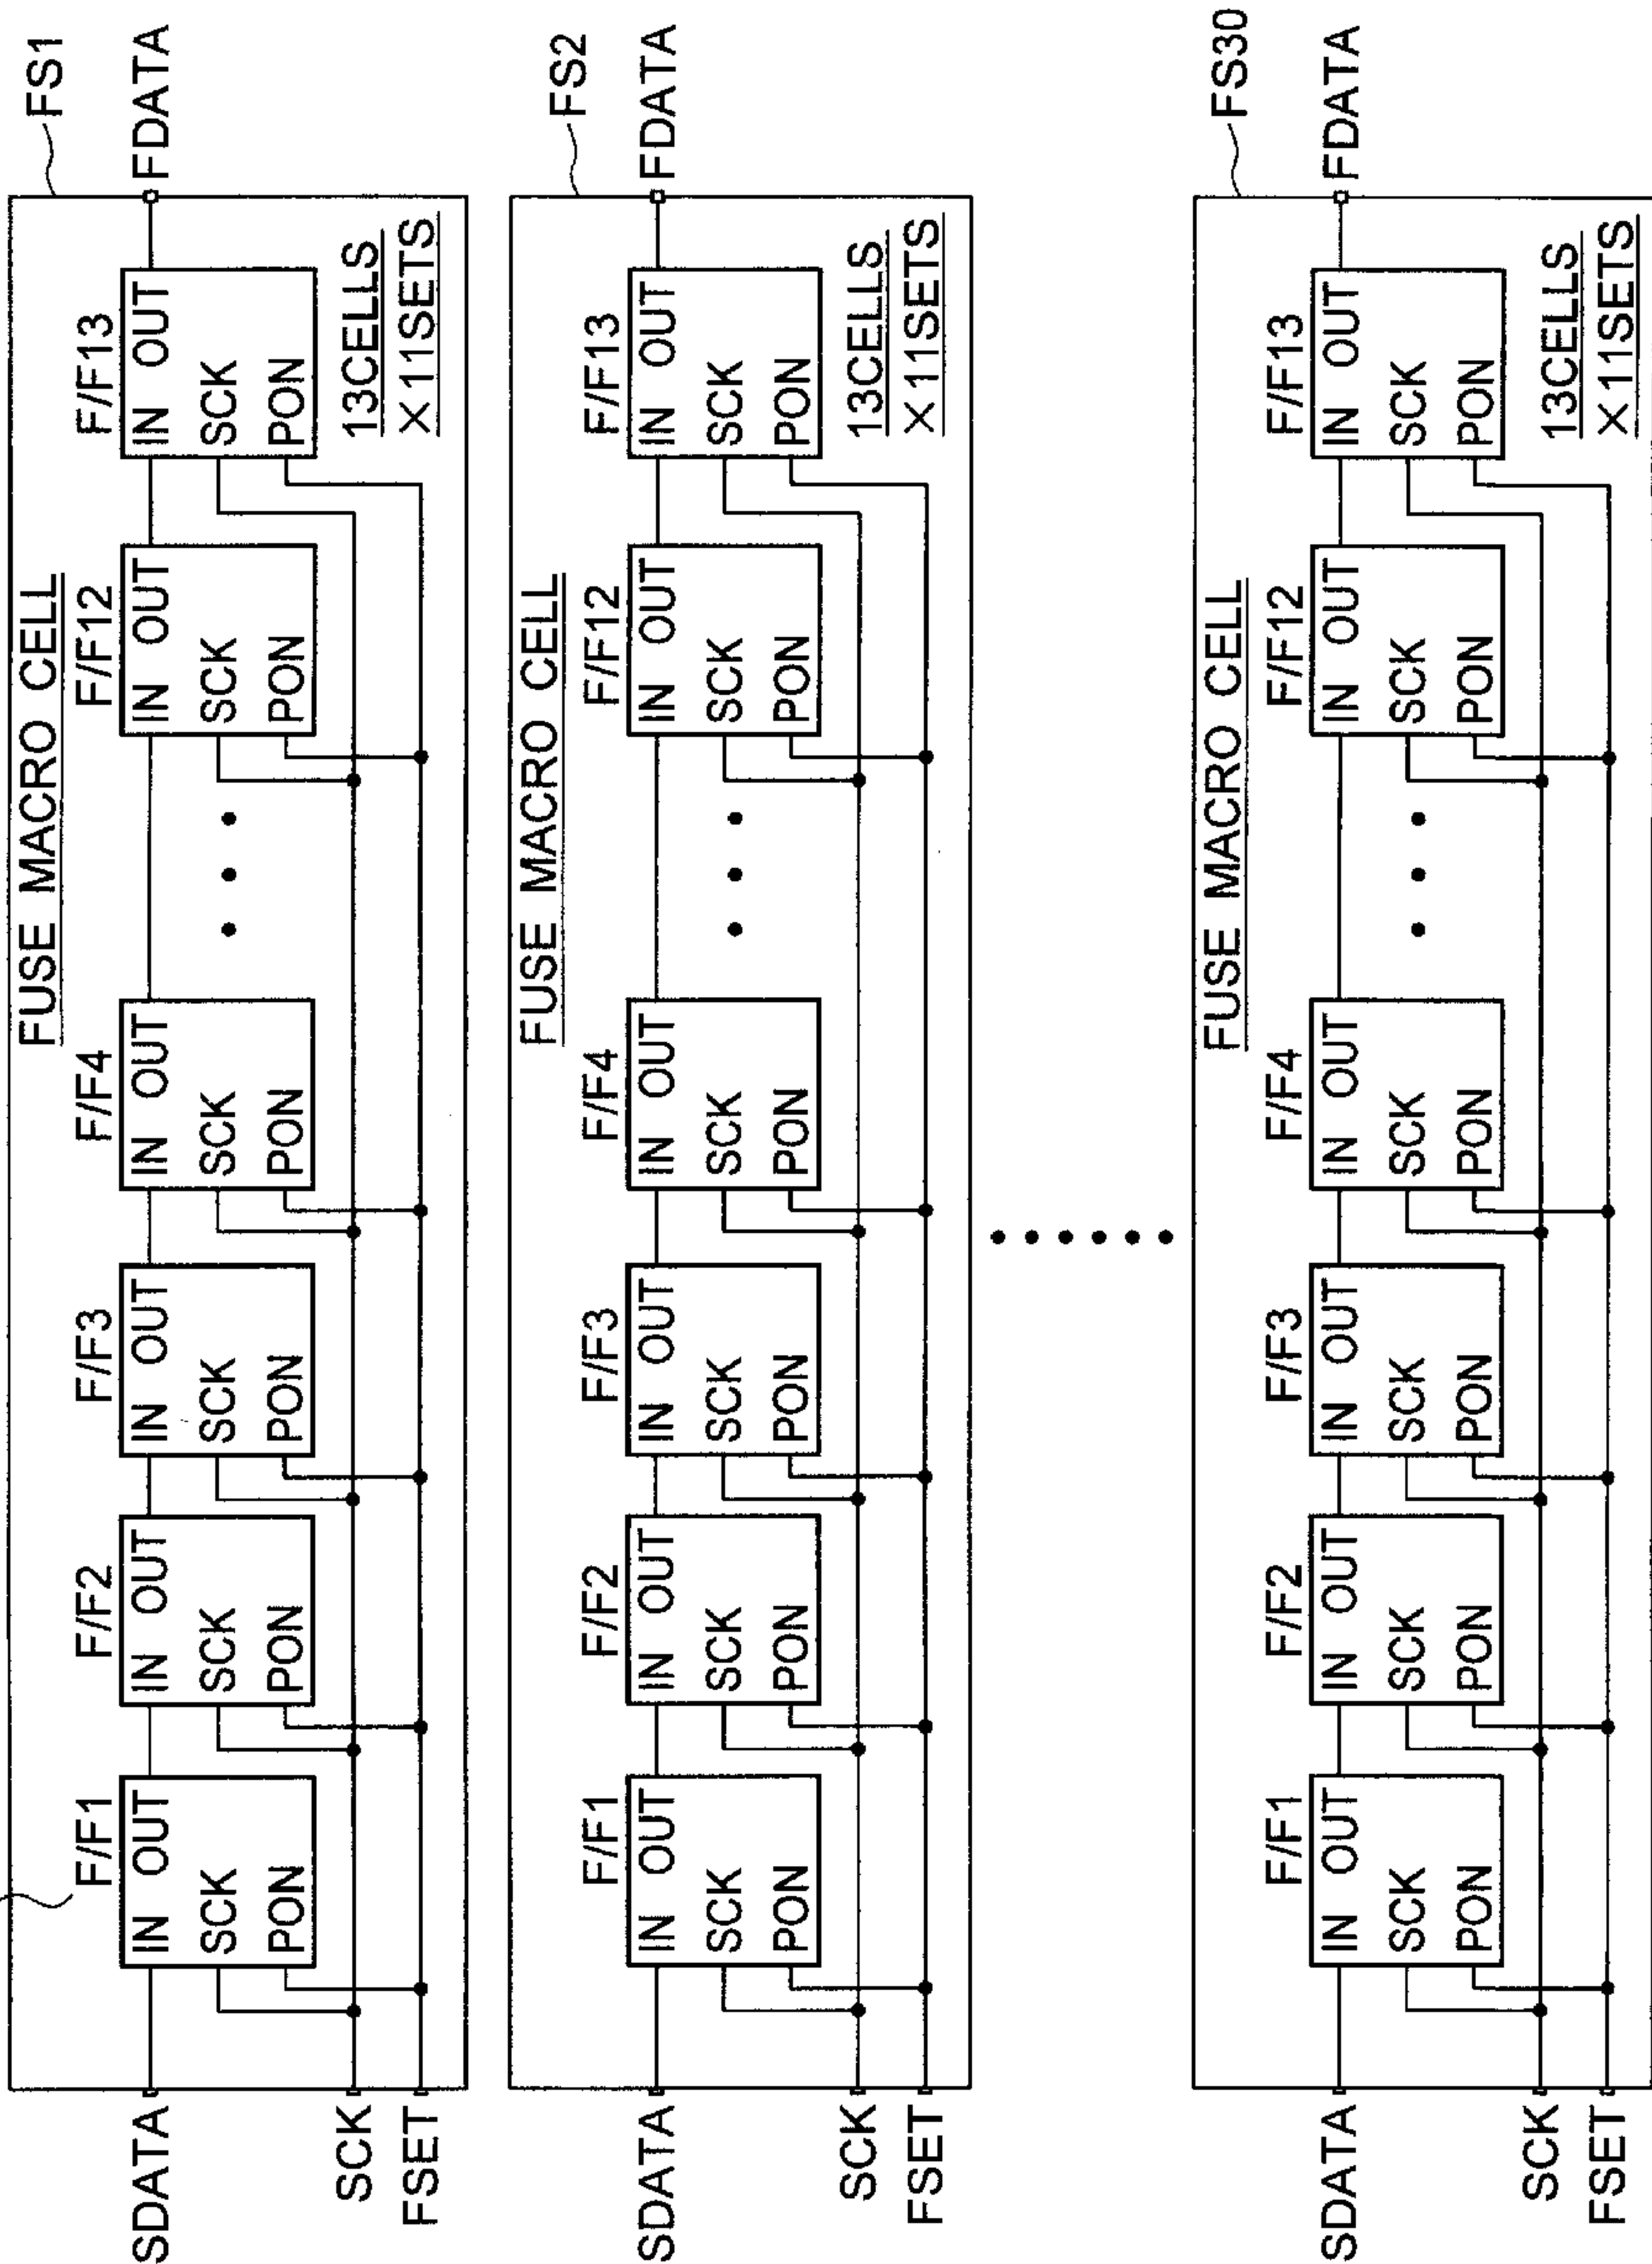 FS1
FUSE MACRO CELL
F/F1 F/F2 F/F3 F/F4 F/F12 F/F13
SDATA IN OUT IN OUT IN OUT IN OUT IN OUT IN OUT FDATA
SCK SCK SCK SCK SCK SCK
PON PON PON PON PON PON
13CELLS
SCK
×11SETS
FSET
FS2
FUSE MACRO CELL
F/F1 F/F2 F/F3 F/F4 F/F12 F/F13
SDATA IN OUT IN OUT IN OUT IN OUT IN OUT IN OUT FDATA
SCK SCK SCK SCK SCK SCK
PON PON PON PON PON PON
13CELLS
SCK
×11SETS
FSET
FS30
FUSE MACRO CELL
F/F1 F/F2 F/F3 F/F4 F/F12 F/F13
SDATA IN OUT IN OUT IN OUT IN OUT IN OUT IN OUT FDATA
SCK SCK SCK SCK SCK SCK
PON PON PON PON PON PON
13CELLS
SCK
×11SETS
FSET